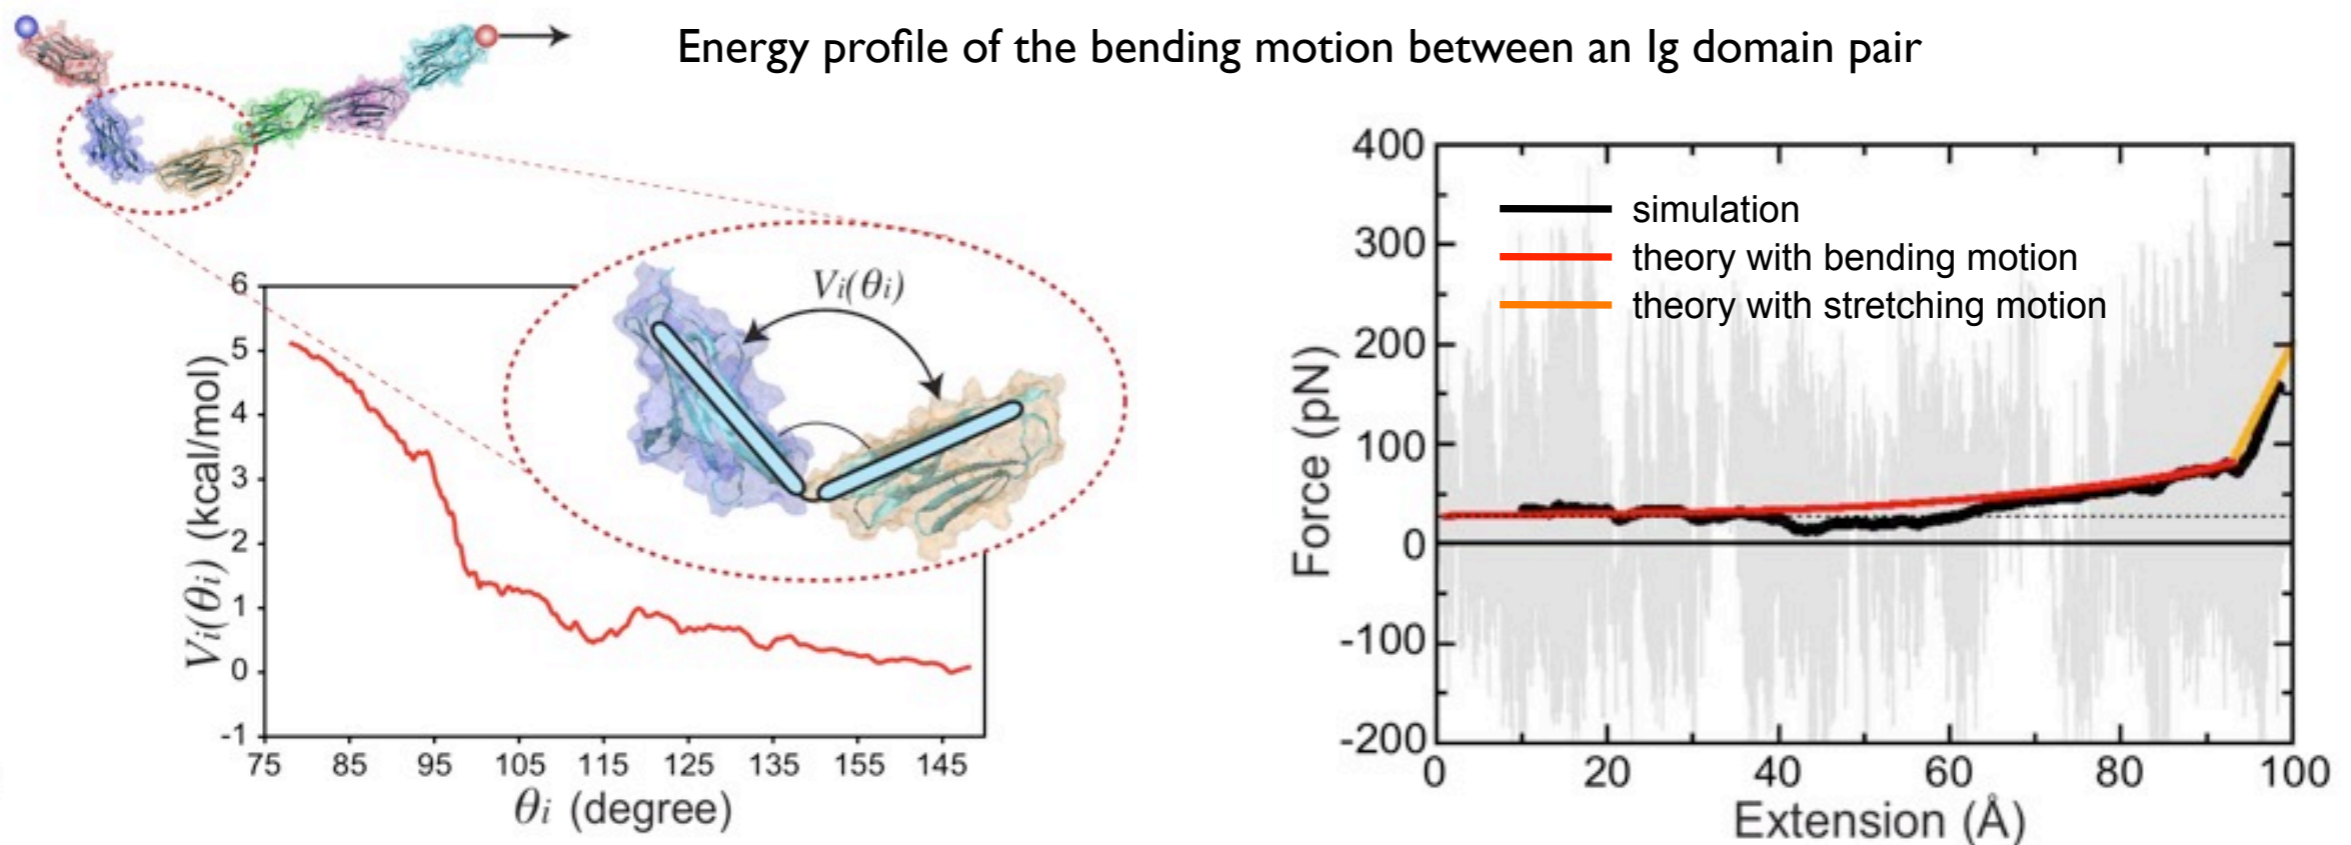 Energy profile of the bending motion between an Ig domain pair
6
5
4
3
2
1
0
-1
Vi(θi) (kcal/mol)
75 85 95 105 115 125 135 155 145
θi (degree)
Vi(θi)
400
300
200
100
0
-100
-200
Force (pN)
simulation
theory with bending motion
theory with stretching motion
0 20 40 60 80 100
Extension (Å)